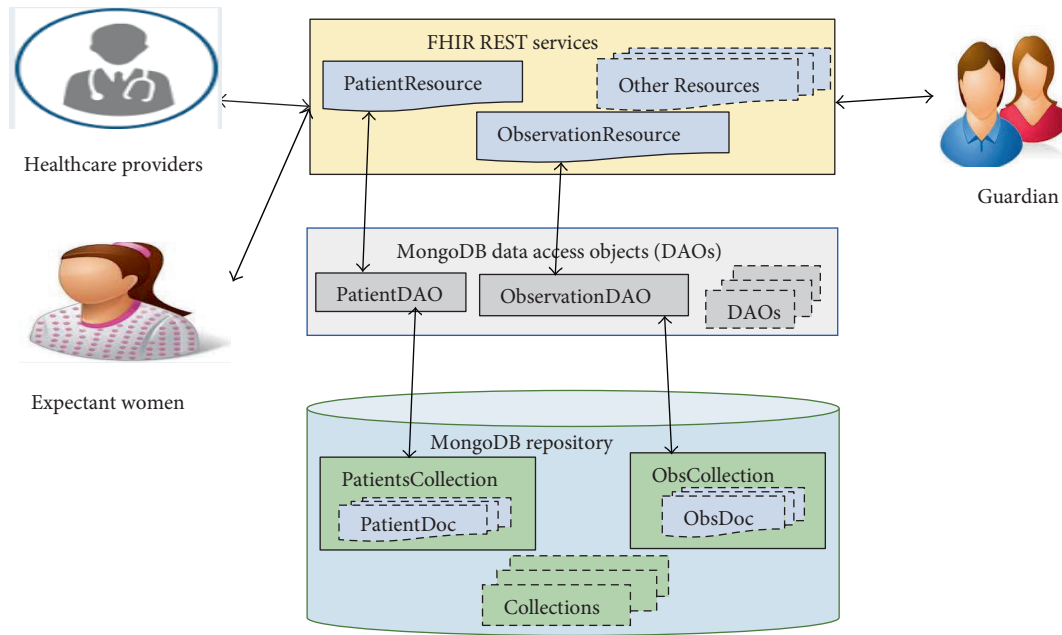 FHIR REST services
PatientResource
Other Resources
ObservationResource
Healthcare providers
Guardian
MongoDB data access objects (DAOs)
PatientDAO
ObservationDAO
DAOs
Expectant women
MongoDB repository
PatientsCollection
ObsCollection
PatientDoc
ObsDoc
Collections